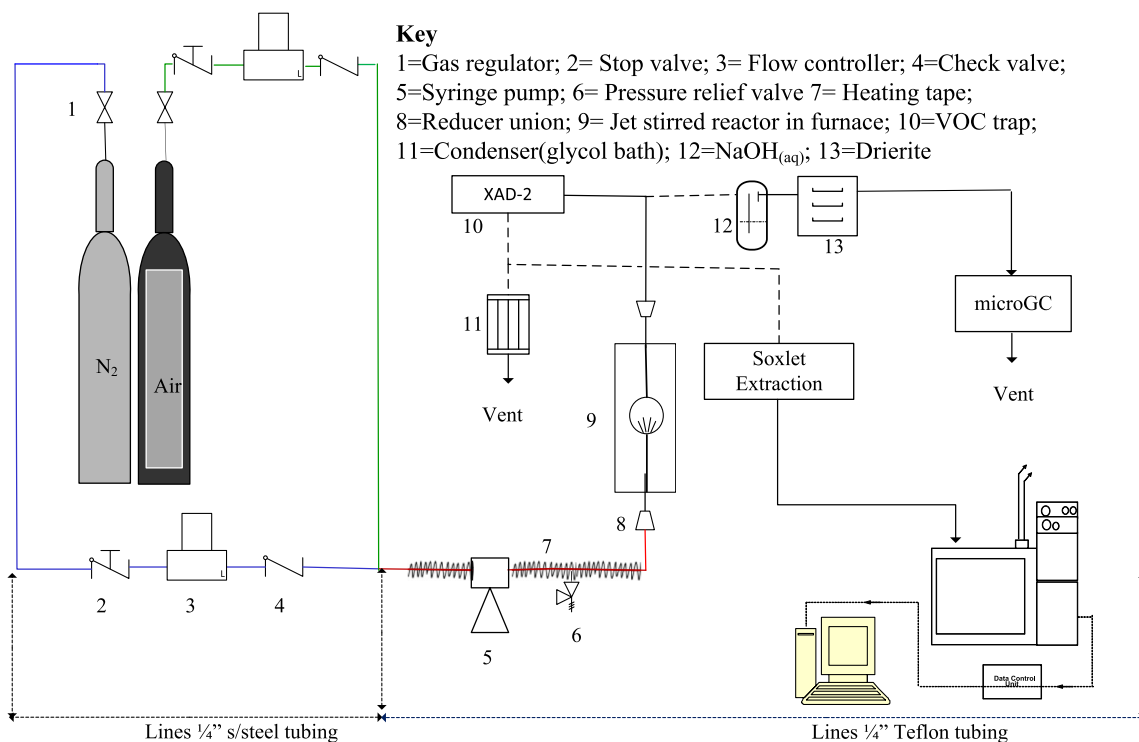 Key
1=Gas regulator; 2= Stop valve; 3= Flow controller; 4=Check valve;
5=Syringe pump; 6= Pressure relief valve 7= Heating tape;
8=Reducer union; 9= Jet stirred reactor in furnace; 10=VOC trap;
11=Condenser(glycol bath); 12=NaOH(aq); 13=Drierite
L
1
XAD-2
10
12
13
N2
Air
11
microGC
Soxlet
Extraction
Vent
Vent
9
8
7
L
2
3
4
5
6
Data Control
Unit
Lines ¼” s/steel tubing
Lines ¼” Teflon tubing